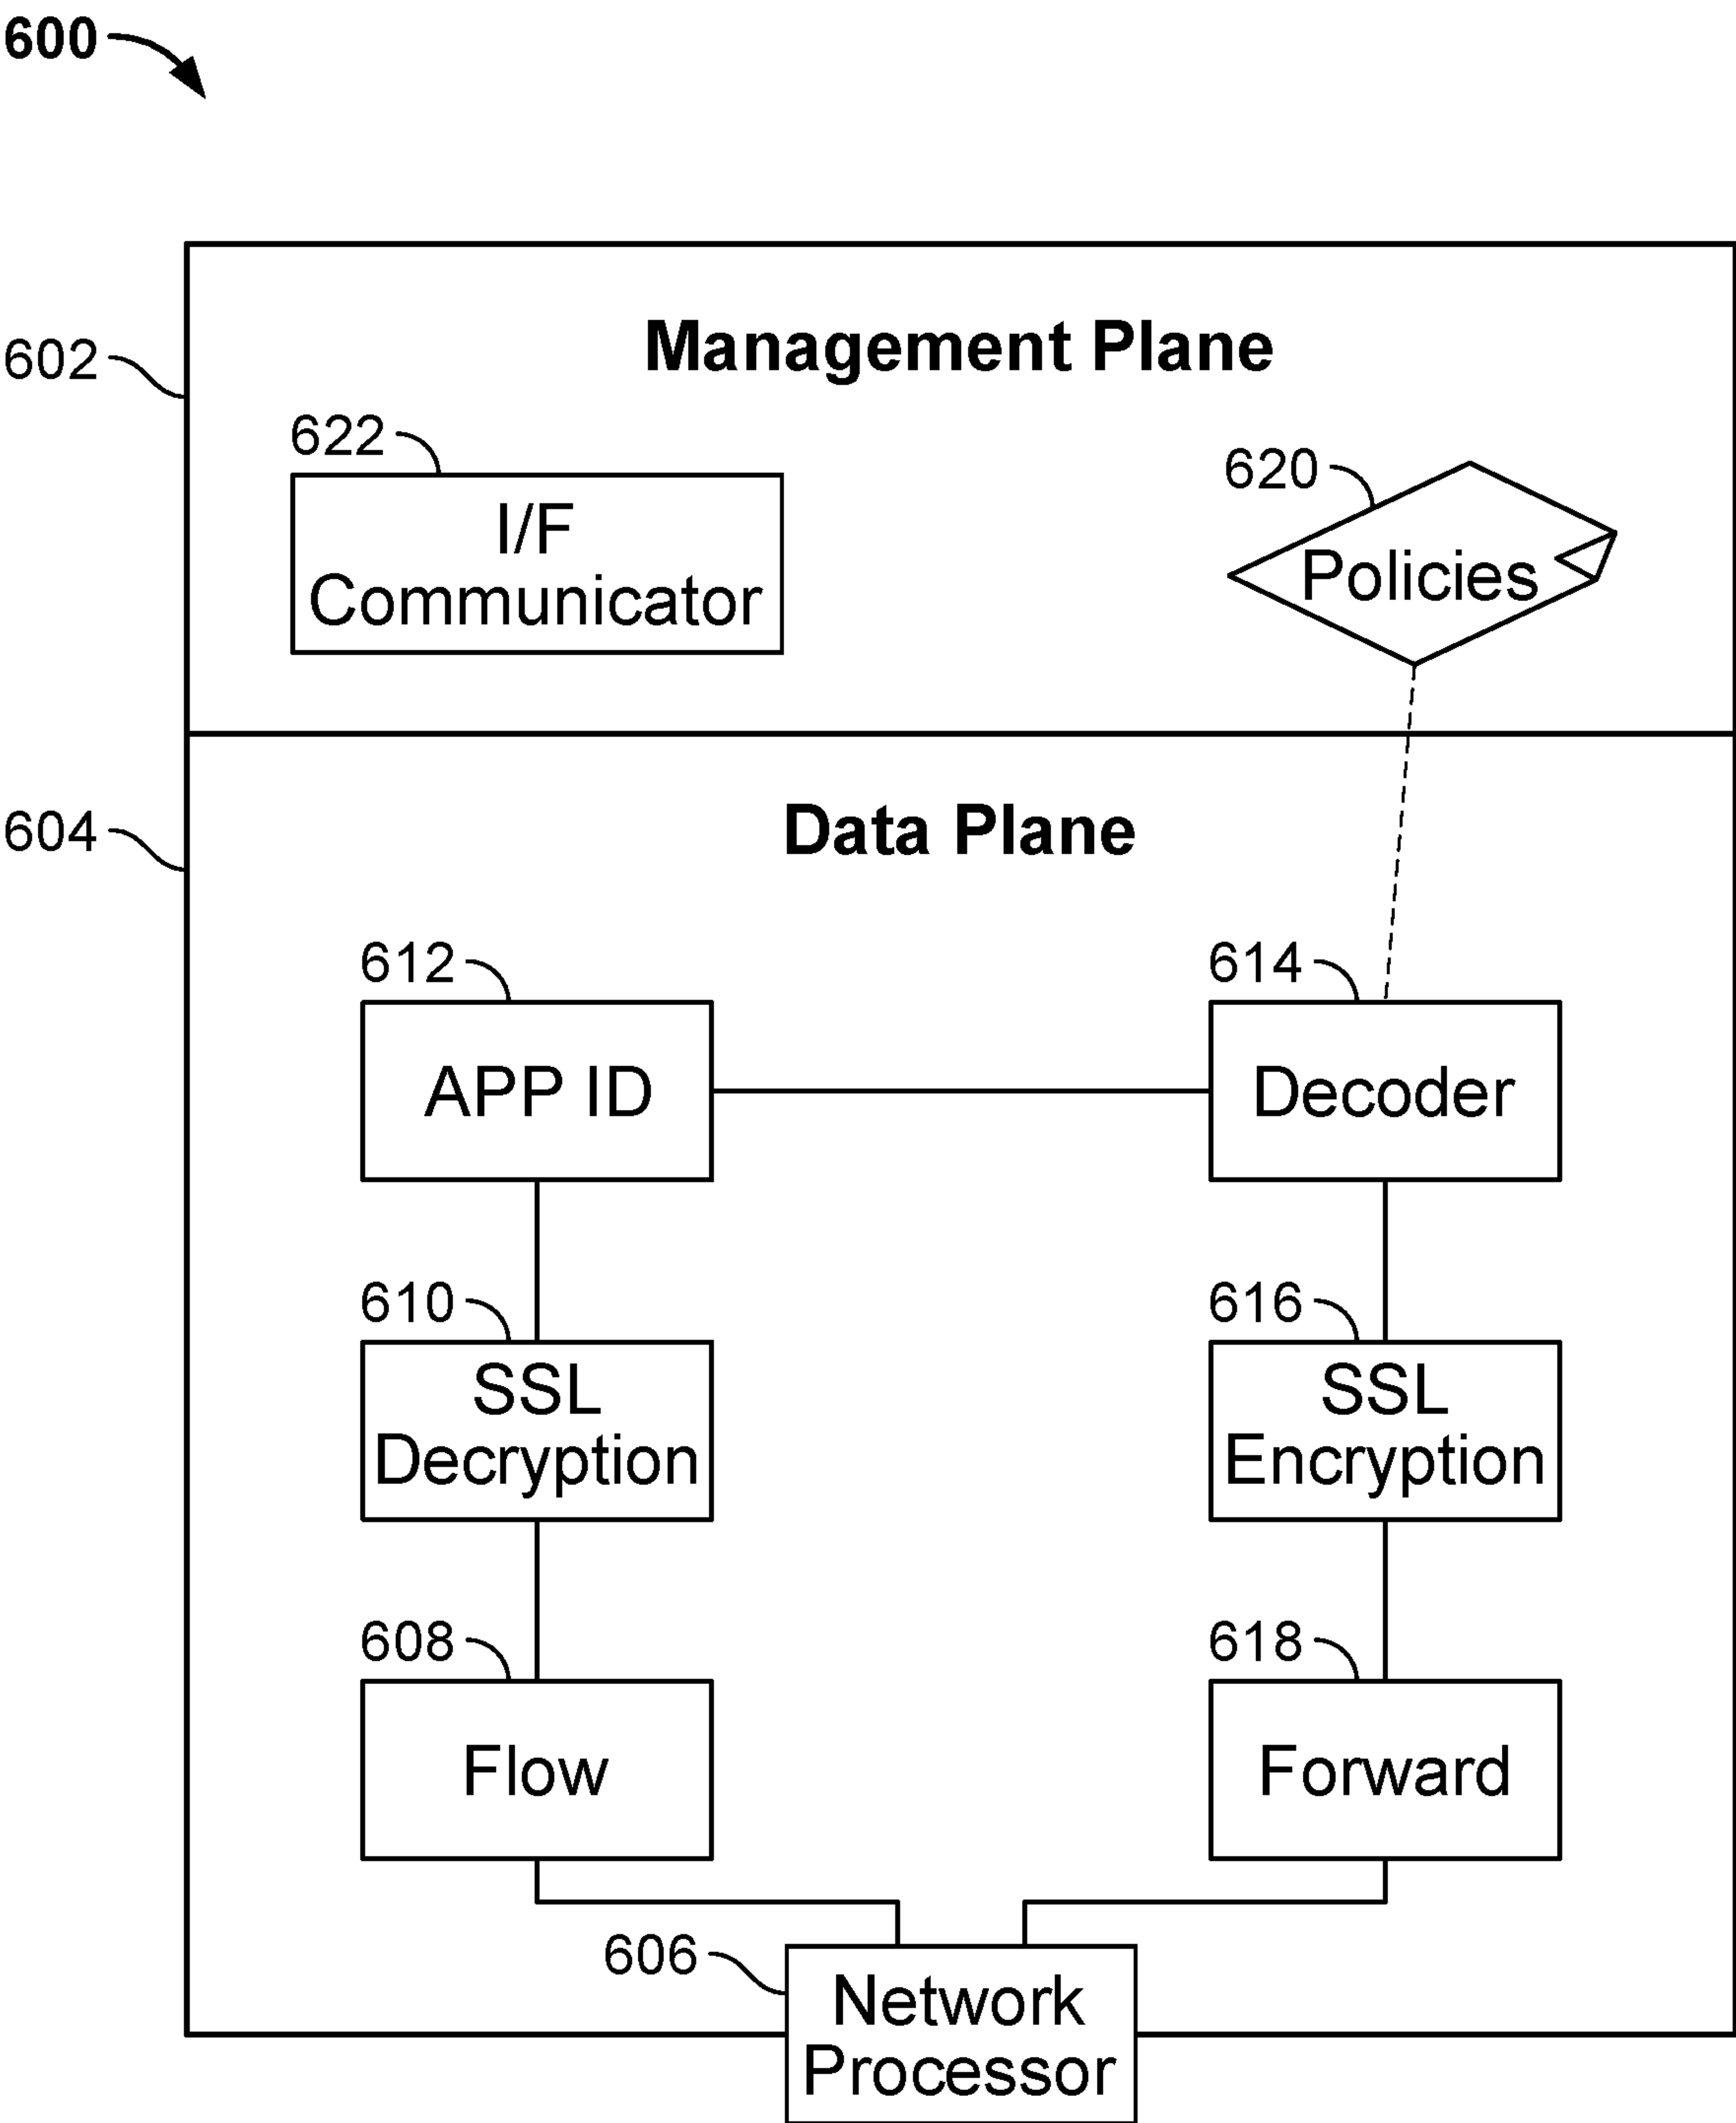 600
602
Management Plane
622
I/F
Communicator
620
Policies
604
Data Plane
612
APP ID
614
Decoder
610
SSL
Decryption
616
SSL
Encryption
608
Flow
618
Forward
606
Network
Processor